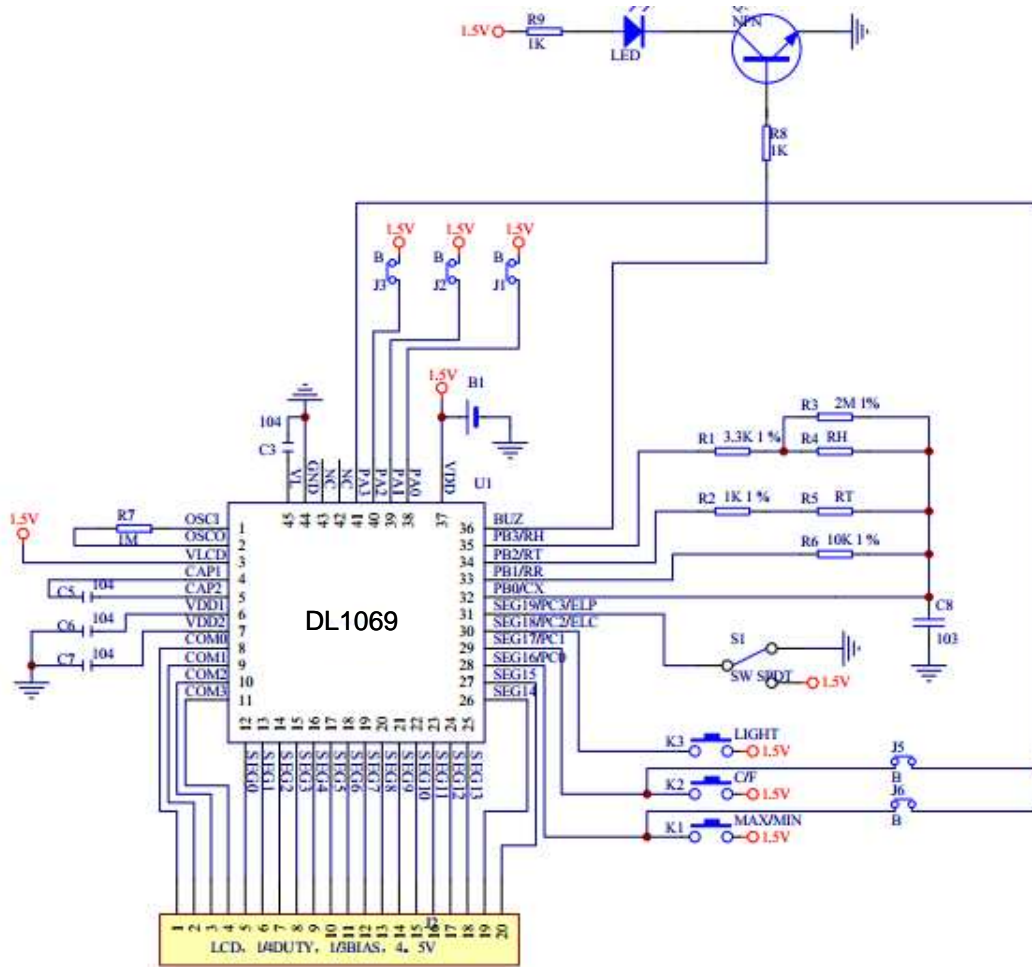 1.5V
R9
1K
LED
NPN
R8
1K
1.5V
1.5V
1.5V
B
J3
B
J2
B
J1
1.5V
B1
104
C3
VL
GND
NC
NC
PA3
PA2
PA1
PA0
VDD
U1
45
44
43
42
41
40
39
38
37
R3
2M 1%
R1
3.3K 1 %
R4
RH
R2
1K 1 %
R5
RT
R6
10K 1 %
C8
103
1.5V
R7
1M
OSCI
1
OSCO
2
VLCD
3
CAP1
4
C5
104
CAP2
5
VDD1
6
C6
104
VDD2
7
C7
104
COM0
8
COM1
9
COM2
10
COM3
11
DL1069
36
BUZ
35
PB3/RH
34
PB2/RT
33
PB1/RR
32
PB0/CX
31
SEG19/PC3/ELP
30
SEG18/PC2/ELC
29
SEG17/PC1
28
SEG16/PC0
27
SEG15
26
SEG14
S1
SW SPDT
1.5V
12
13
14
15
16
17
18
19
20
21
22
23
24
25
SEG0
SEG1
SEG2
SEG3
SEG4
SEG5
SEG6
SEG7
SEG8
SEG9
SEG10
SEG11
SEG12
SEG13
K3
LIGHT
1.5V
K2
C/F
1.5V
K1
MAX/MIN
1.5V
J5
B
J6
B
1 2 3 4 5 6 7 8 9 10 11 12 13 14 15 16 17 18 19 20
LCD, 1/4DUTY, 1/3BIAS, 4. 5V